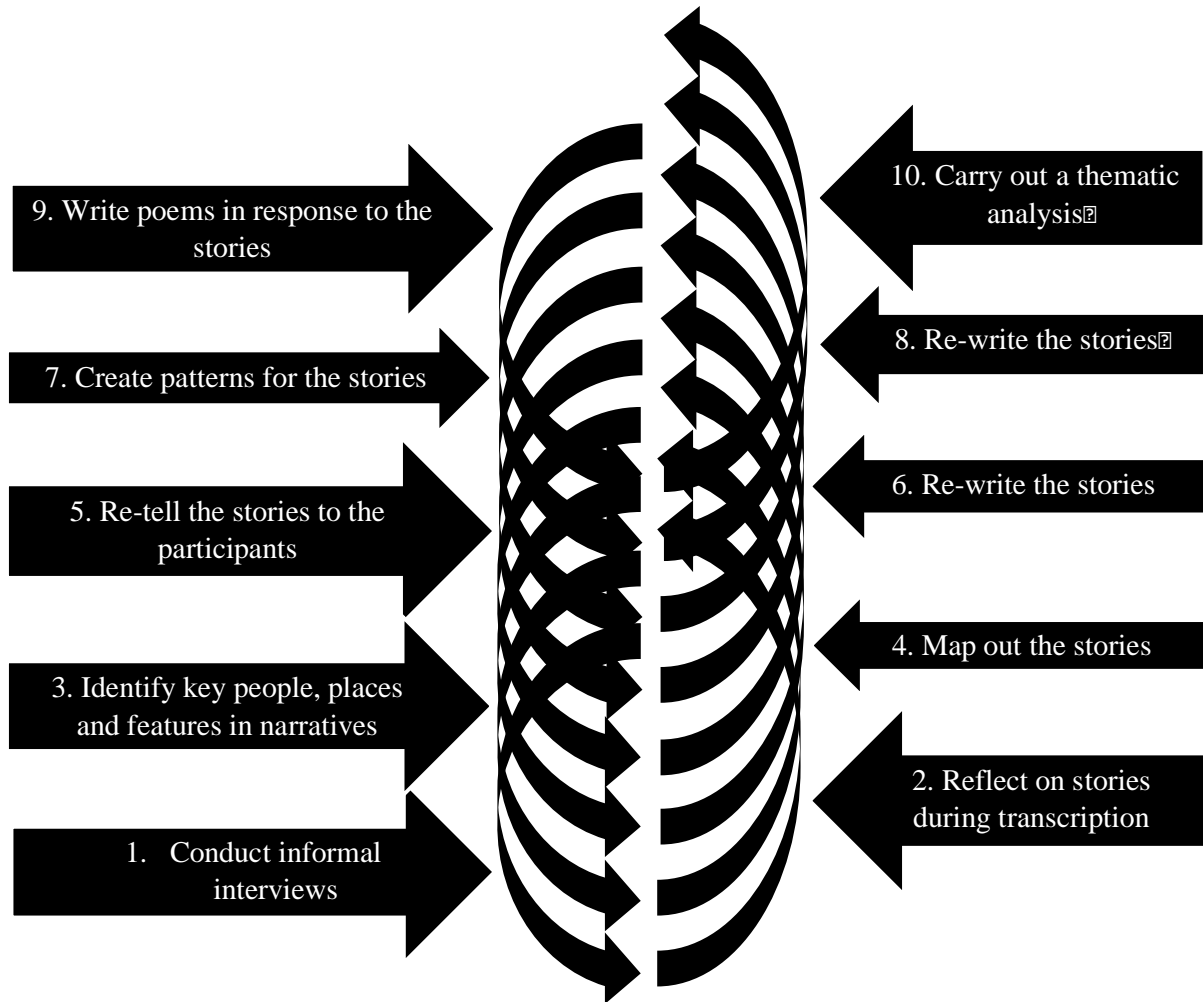 9. Write poems in response to the
stories
10. Carry out a thematic
analysis
7. Create patterns for the stories
8. Re-write the stories
5. Re-tell the stories to the
participants
6. Re-write the stories
3. Identify key people, places
and features in narratives
4. Map out the stories
1. Conduct informal
interviews
2. Reflect on stories
during transcription